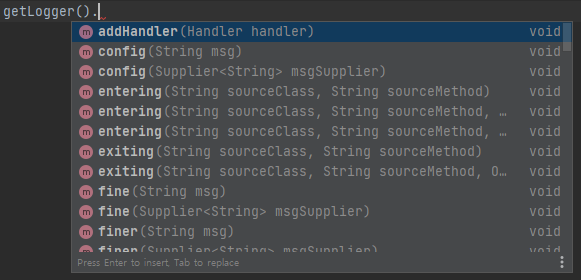 getLogger().
m addHandler(Handler handler) void
m config(String msg) void
m config(Supplier<String> msgSupplier) void
m entering(String sourceClass, String sourceMethod) void
m entering(String sourceClass, String sourceMethod, … void
m entering(String sourceClass, String sourceMethod, … void
m exiting(String sourceClass, String sourceMethod) void
m exiting(String sourceClass, String sourceMethod, O… void
m fine(String msg) void
m fine(Supplier<String> msgSupplier) void
m finer(String msg) void
m finer(Supplier<String> msgSupplier) void
Press Enter to insert, Tab to replace